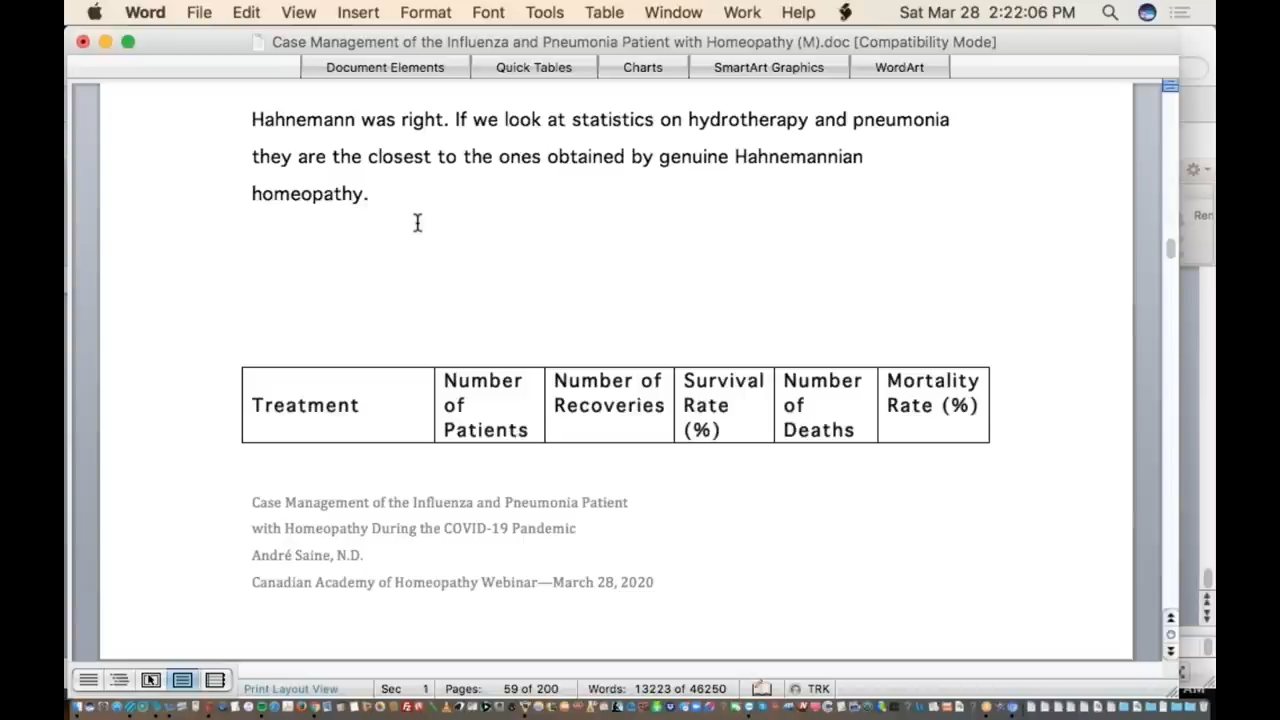 Word File Edit View Insert Format Font Tools Table Window Work Help Sat Mar 28 2:22:06 PM
Case Management of the Influenza and Pneumonia Patient with Homeopathy (M).doc [Compatibility Mode]
Document Elements Quick Tables Charts SmartArt Graphics WordArt
Hahnemann was right. If we look at statistics on hydrotherapy and pneumonia
they are the closest to the ones obtained by genuine Hahnemannian
homeopathy.
Ren
Treatment
Number
of
Patients
Number of
Recoveries
Survival
Rate
(%)
Number
of
Deaths
Mortality
Rate (%)
Case Management of the Influenza and Pneumonia Patient
with Homeopathy During the COVID-19 Pandemic
André Saine, N.D.
Canadian Academy of Homeopathy Webinar—March 28, 2020
Print Layout View Sec 1 Pages: 59 of 200 Words: 13223 of 46250 TRK
AM